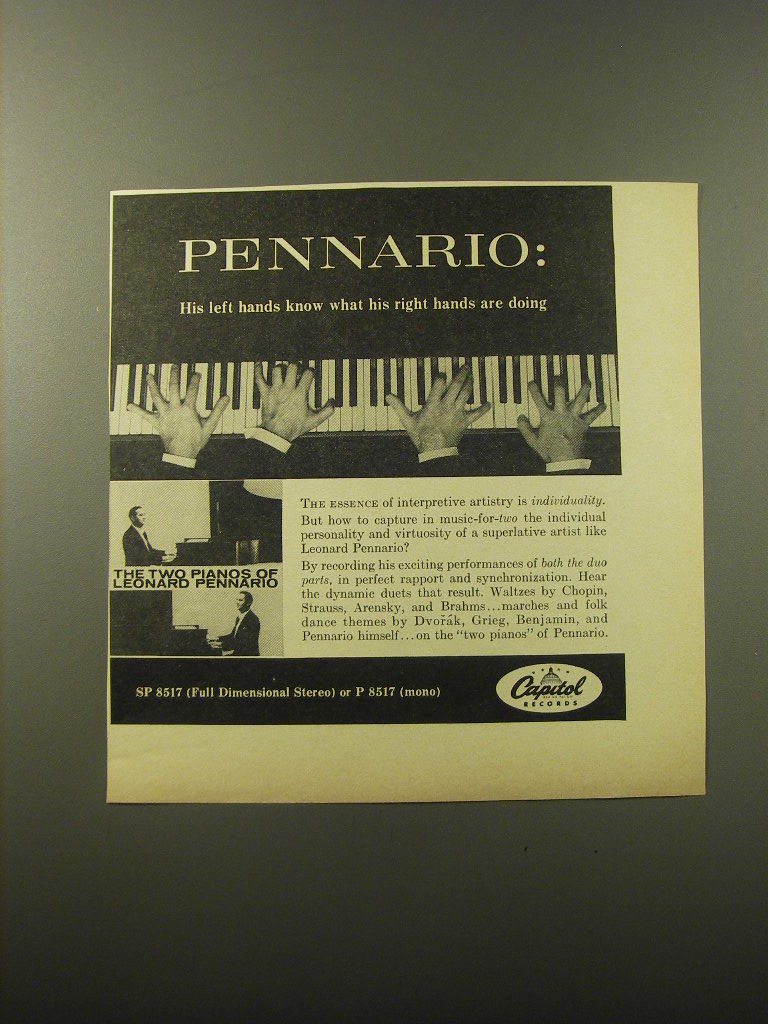 PENNARIO:
His left hands know what his right hands are doing
THE ESSENCE of interpretive artistry is individuality.
But how to capture in music-for-two the individual
personality and virtuosity of a superlative artist like
Leonard Pennario?
By recording his exciting performances of both the duo
parts, in perfect rapport and synchronization. Hear
the dynamic duets that result. Waltzes by Chopin,
Strauss, Arensky, and Brahms...marches and folk
dance themes by Dvořák, Grieg, Benjamin, and
Pennario himself...on the "two pianos" of Pennario.
THE TWO PIANOS OF
LEONARD PENNARIO
SP 8517 (Full Dimensional Stereo) or P 8517 (mono)
Capitol
RECORDS